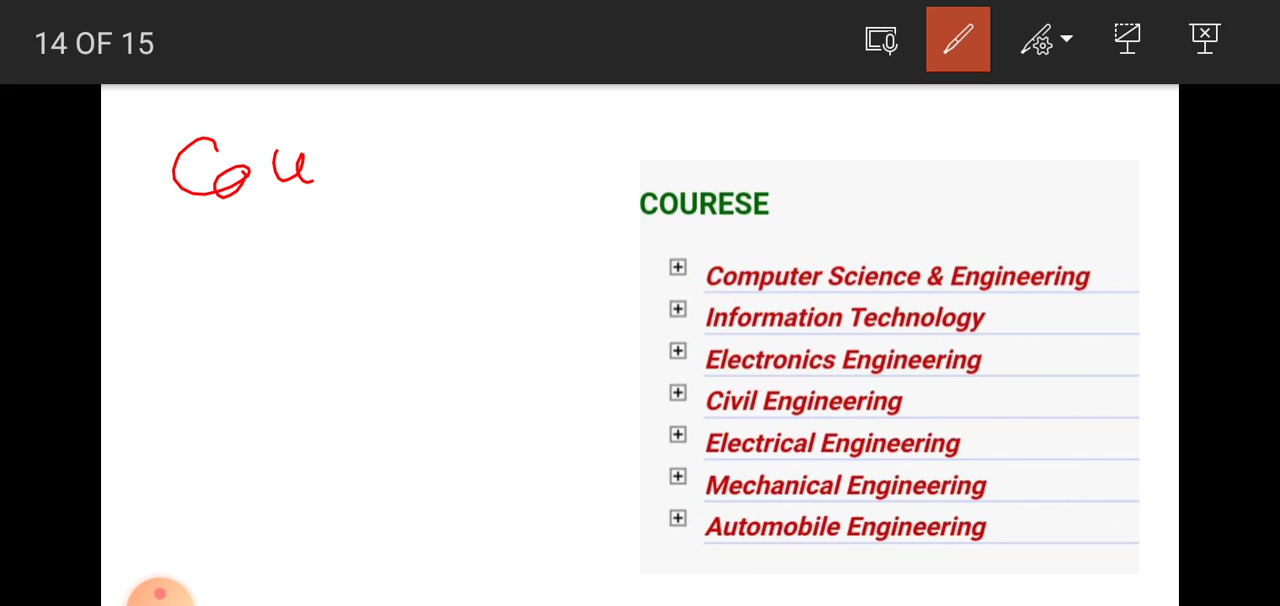 14 OF 15
Cou
COURESE
Computer Science & Engineering
Information Technology
Electronics Engineering
Civil Engineering
Electrical Engineering
Mechanical Engineering
Automobile Engineering